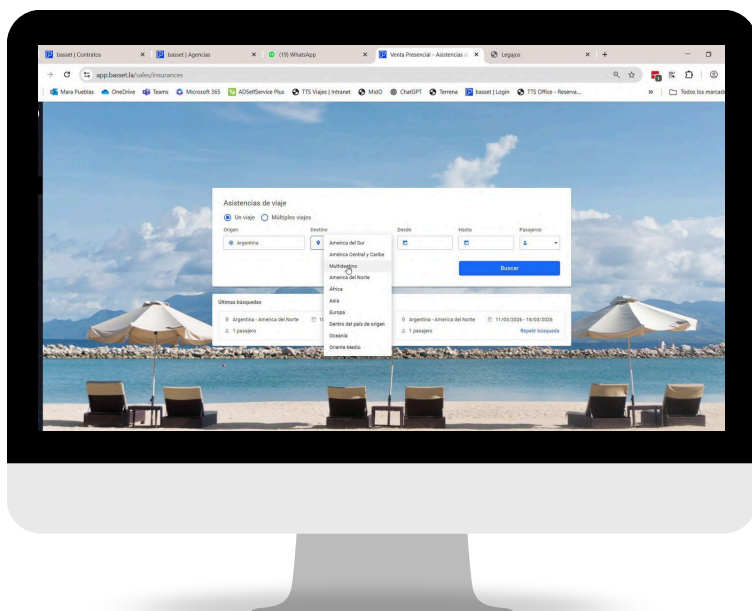 basset | Contratos
basset | Agencias
(19) WhatsApp
Venta Presencial - Asistencias d
Legajos
app.basset.la/sales/insurances
Mara Pueblas
OneDrive
Teams
Microsoft 365
ADSelfService Plus
TTS Viajes | Intranet
MidO
ChatGPT
Terrena
basset | Login
TTS Office - Reserva...
Todos los marcad
Asistencias de viaje
Un viaje
Múltiples viajes
Origen
Destino
Desde
Hasta
Pasajeros
Argentina
Buscar
America del Sur
América Central y Caribe
Multidestino
America del Norte
África
Asia
Europa
Dentro del país de origen
Oceanía
Oriente Medio
Últimas búsquedas
Argentina - America del Norte
10
1 pasajero
Argentina - America del Norte
11/03/2026 - 18/03/2026
1 pasajero
Repetir búsqueda